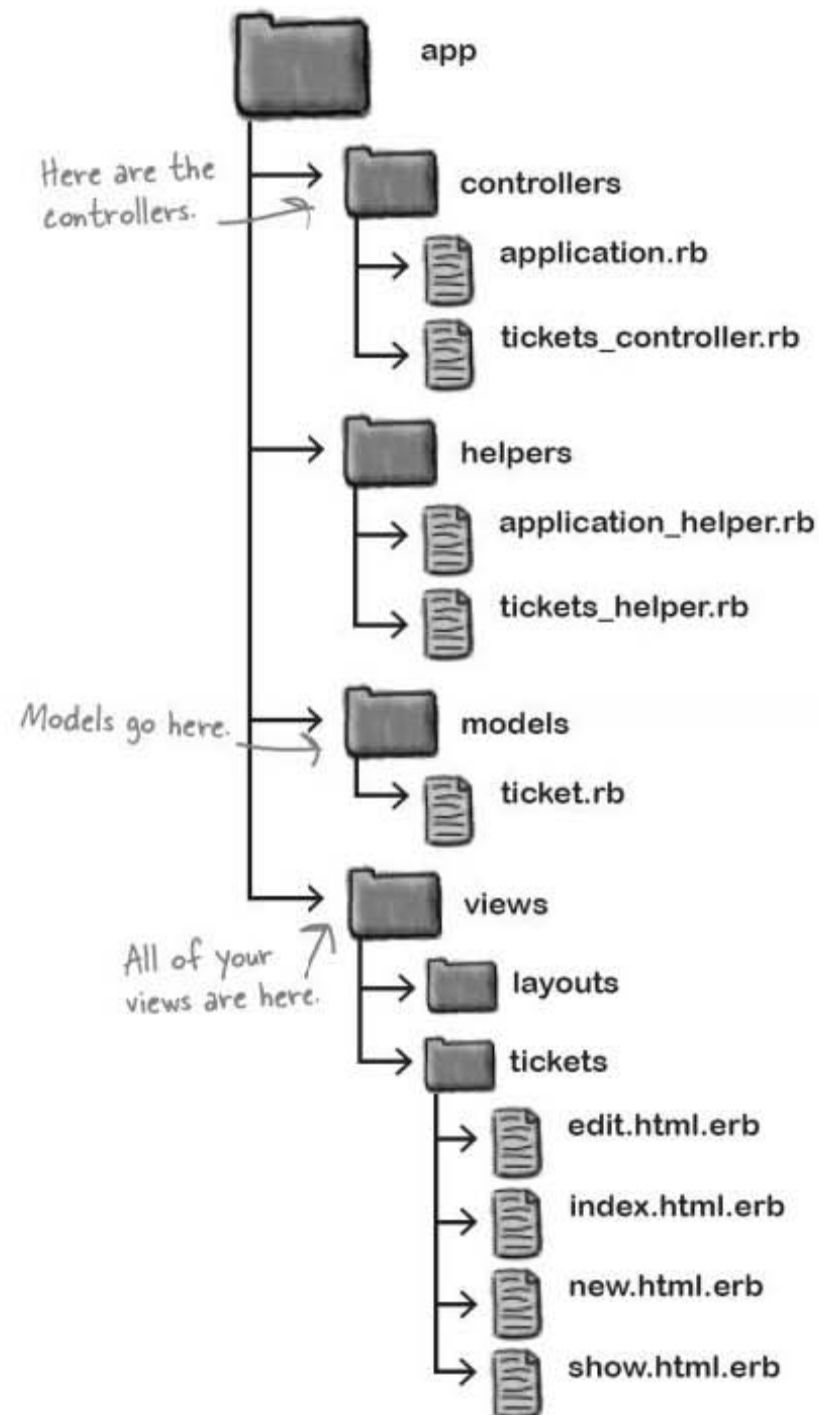 app
Here are the
controllers.
controllers
application.rb
tickets_controller.rb
helpers
application_helper.rb
tickets_helper.rb
Models go here.
models
ticket.rb
views
All of your
views are here.
layouts
tickets
edit.html.erb
index.html.erb
new.html.erb
show.html.erb